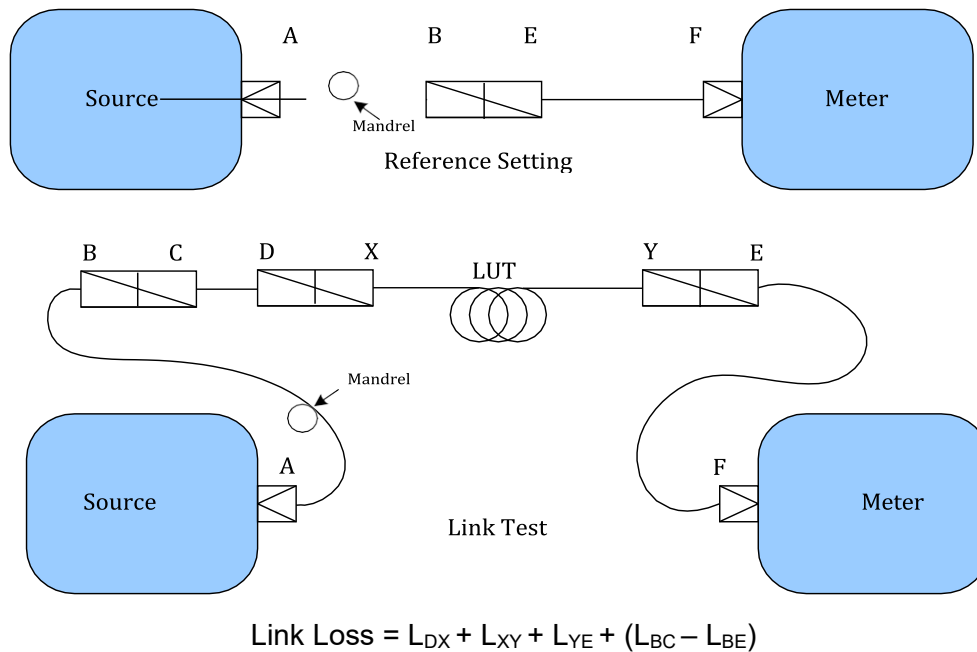 A B E F
Source Meter
Mandrel
Reference Setting
B C D X LUT Y E
Mandrel
A F
Source Meter
Link Test
Link Loss = L_DX + L_XY + L_YE + (L_BC – L_BE)